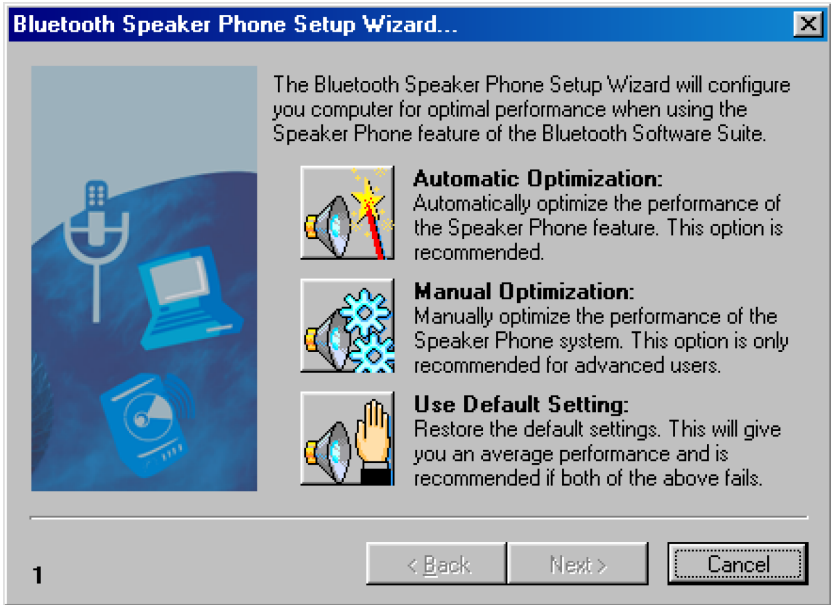 Bluetooth Speaker Phone Setup Wizard...
The Bluetooth Speaker Phone Setup Wizard will configure
you computer for optimal performance when using the
Speaker Phone feature of the Bluetooth Software Suite.
Automatic Optimization:
Automatically optimize the performance of
the Speaker Phone feature. This option is
recommended.
Manual Optimization:
Manually optimize the performance of the
Speaker Phone system. This option is only
recommended for advanced users.
Use Default Setting:
Restore the default settings. This will give
you an average performance and is
recommended if both of the above fails.
1
< Back
Next >
Cancel